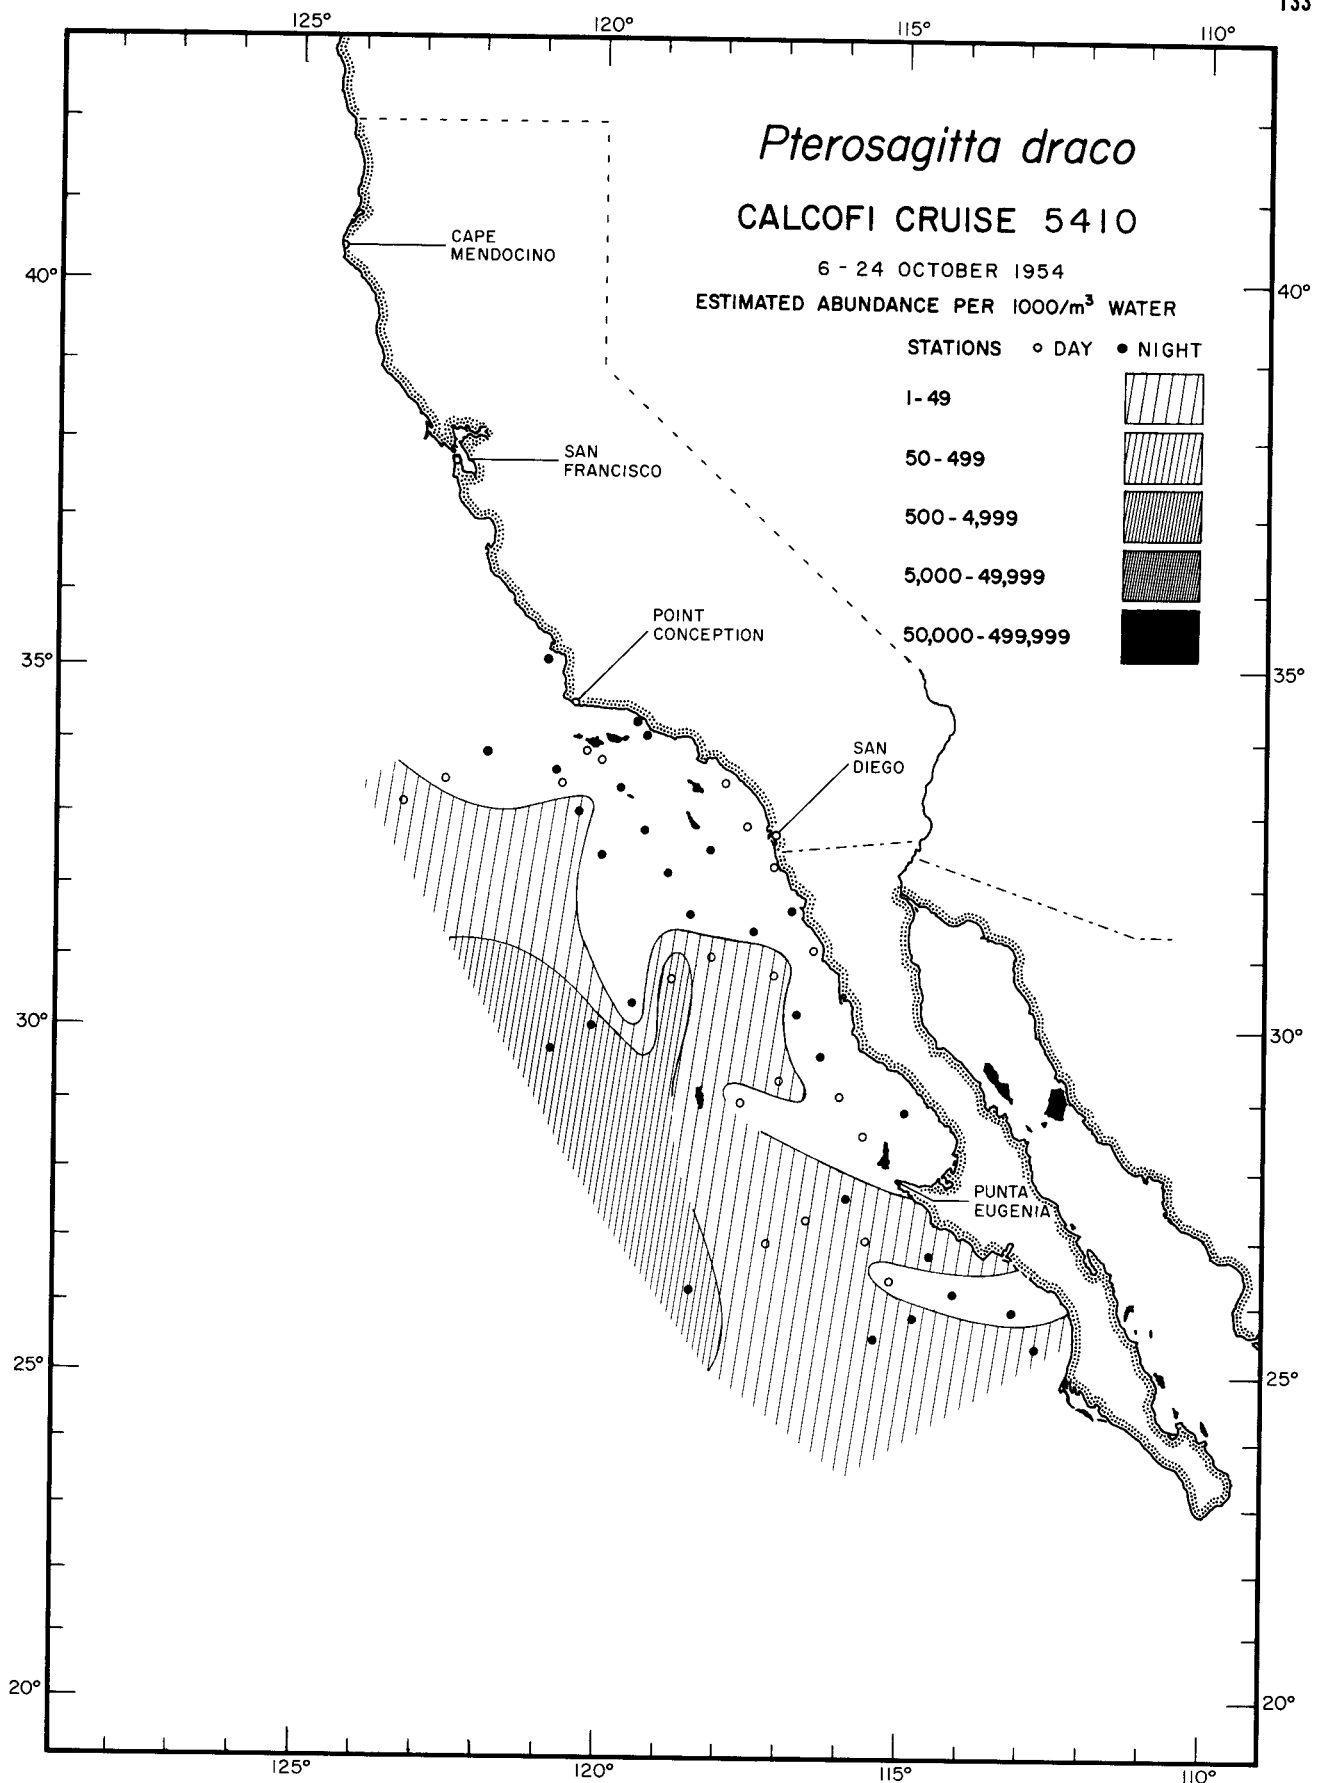 133
125° 120° 115° 110°
Pterosagitta draco
CALCOFI CRUISE 5410
6 - 24 OCTOBER 1954
ESTIMATED ABUNDANCE PER 1000/m³ WATER
STATIONS ○ DAY ● NIGHT
1 - 49
50 - 499
500 - 4,999
5,000 - 49,999
50,000 - 499,999
CAPE
MENDOCINO
40° 40°
SAN
FRANCISCO
POINT
CONCEPTION
35° 35°
SAN
DIEGO
30° 30°
PUNTA
EUGENIA
25° 25°
20° 20°
125° 120° 115° 110°